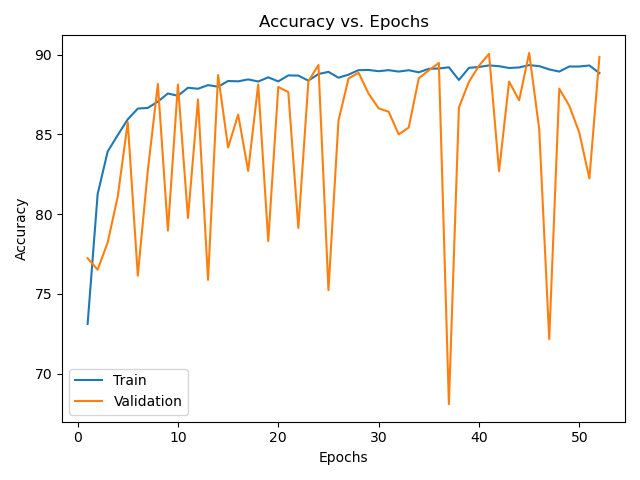 Accuracy vs. Epochs
90
85
80
75
70
Accuracy
Train
Validation
0 10 20 30 40 50
Epochs